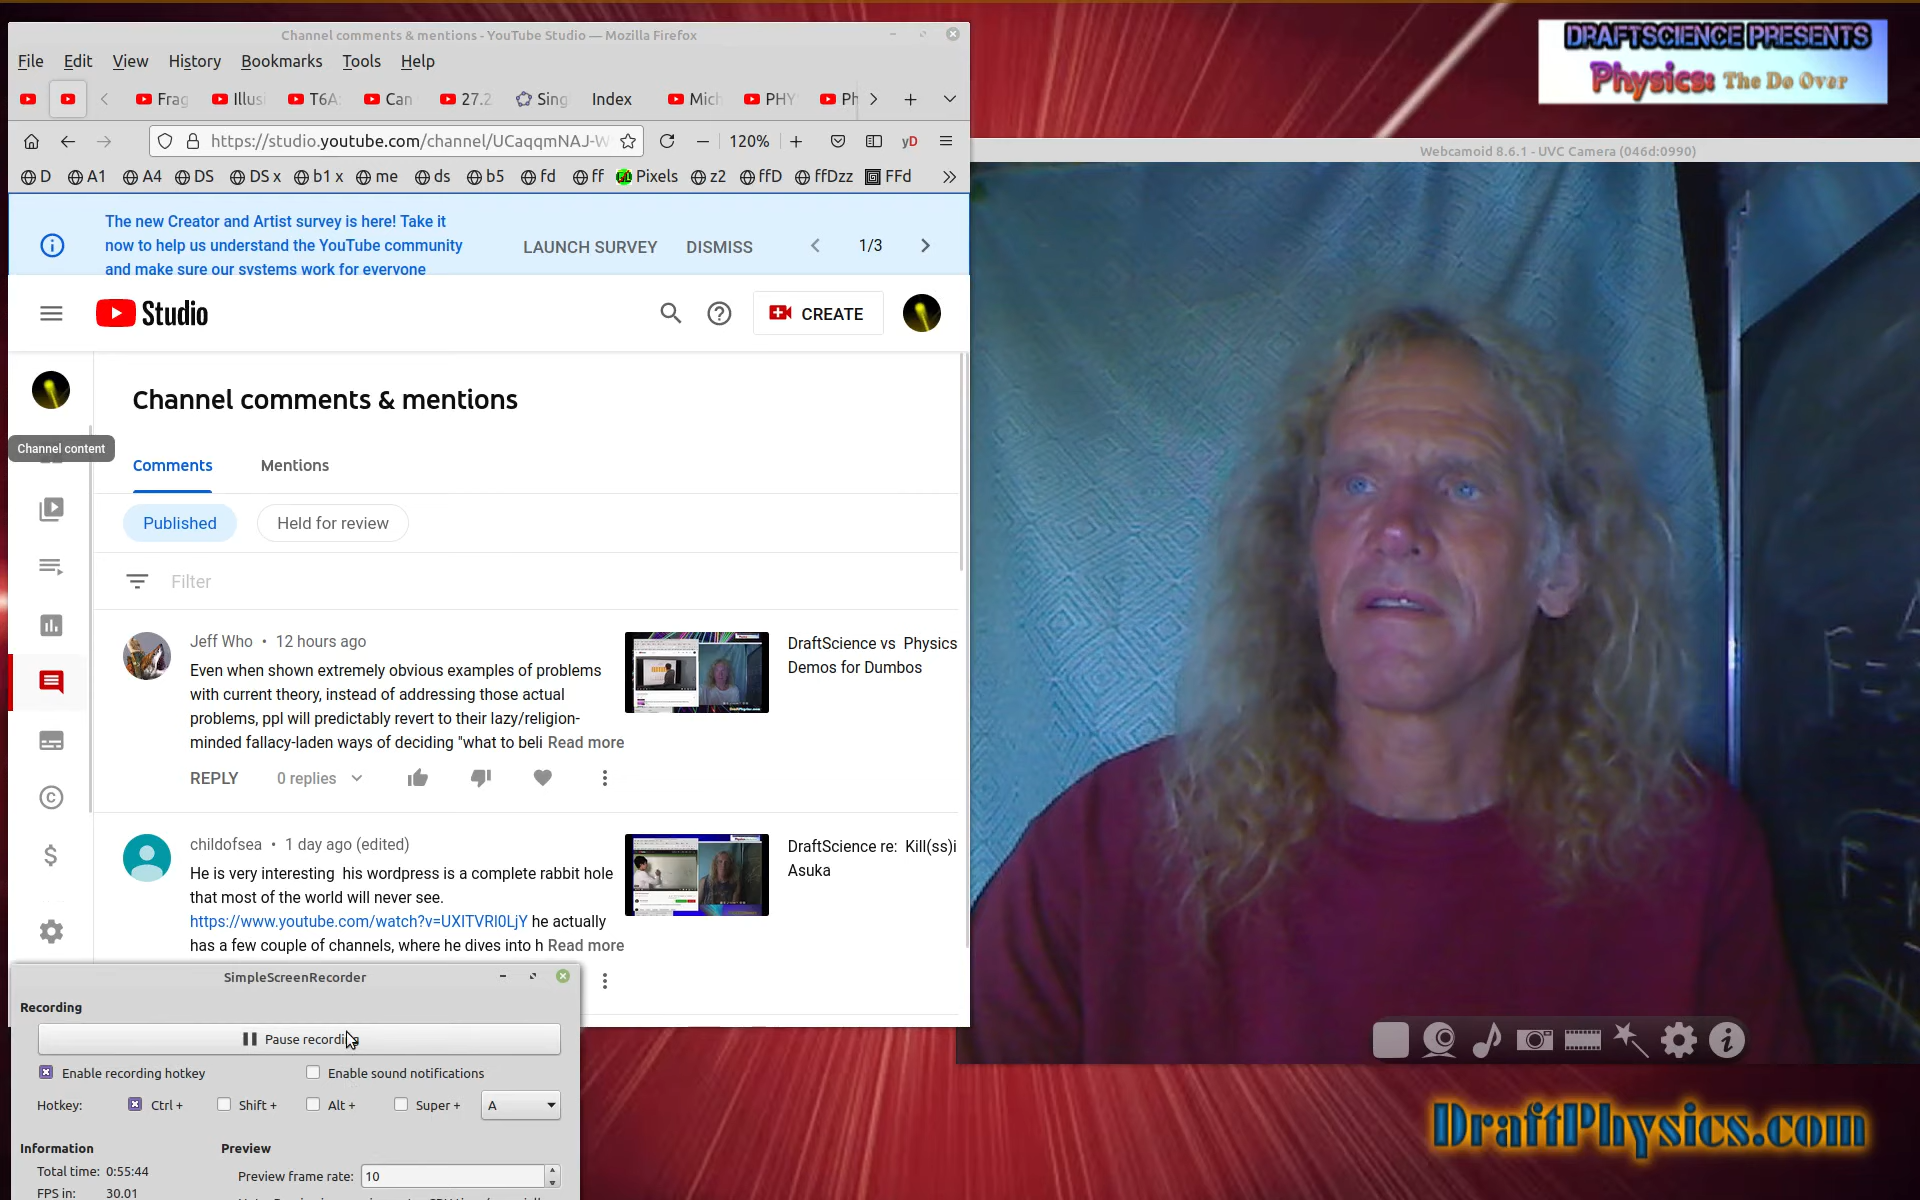 Channel comments & mentions - YouTube Studio — Mozilla Firefox
File Edit View History Bookmarks Tools Help
Frag Illus T6A: Can 27.2 Sing Index Mich PHY Ph
https://studio.youtube.com/channel/UCaqqmNAJ-W 120% yD
D A1 A4 DS DS x b1 x me ds b5 fd ff Pixels z2 ffD ffDzz FFd
The new Creator and Artist survey is here! Take it
now to help us understand the YouTube community
and make sure our systems work for everyone
LAUNCH SURVEY DISMISS 1/3
Studio CREATE
Channel comments & mentions
Channel content
Comments Mentions
Published Held for review
Filter
Jeff Who • 12 hours ago
Even when shown extremely obvious examples of problems
with current theory, instead of addressing those actual
problems, ppl will predictably revert to their lazy/religion-
minded fallacy-laden ways of deciding "what to beli Read more
DraftScience vs Physics
Demos for Dumbos
REPLY 0 replies
childofsea • 1 day ago (edited)
He is very interesting his wordpress is a complete rabbit hole
that most of the world will never see.
https://www.youtube.com/watch?v=UXITVRI0LjY he actually
has a few couple of channels, where he dives into h Read more
DraftScience re: Kill(ss)i
Asuka
SimpleScreenRecorder
Recording
Pause recording
Enable recording hotkey Enable sound notifications
Hotkey: Ctrl + Shift + Alt + Super + A
Information Preview
Total time: 0:55:44
Preview frame rate: 10
FPS in: 30.01
DRAFTSCIENCE PRESENTS
Physics: The Do Over
Webcamoid 8.6.1 - UVC Camera (046d:0990)
DraftPhysics.com